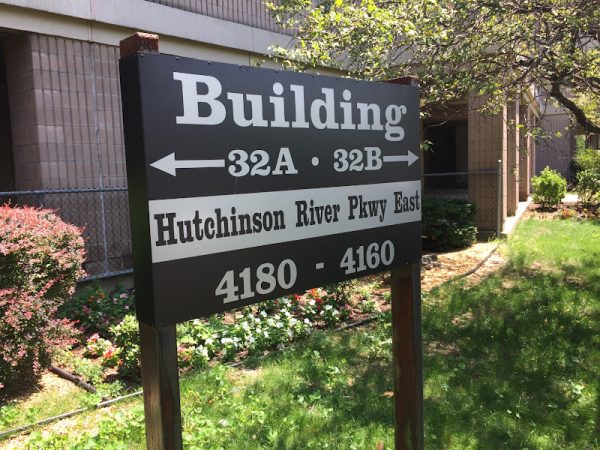 Building
← 32A · 32B →
Hutchinson River Pkwy East
4180 - 4160